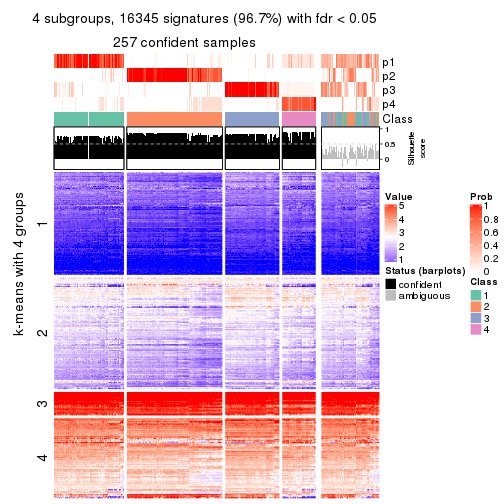 4 subgroups, 16345 signatures (96.7%) with fdr < 0.05
257 confident samples
p1
p2
p3
p4
Class
1
0.5
0
Silhouette
score
k-means with 4 groups
1
2
3
4
Value
5
4
3
2
1
Status (barplots)
confident
ambiguous
Prob
1
0.8
0.6
0.4
0.2
0
Class
1
2
3
4